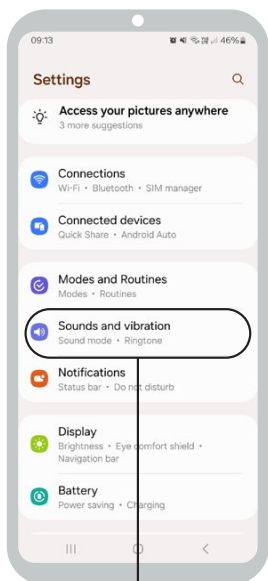 09:13
46%
Settings
Access your pictures anywhere
3 more suggestions
Connections
Wi-Fi • Bluetooth • SIM manager
Connected devices
Quick Share • Android Auto
Modes and Routines
Modes • Routines
Sounds and vibration
Sound mode • Ringtone
Notifications
Status bar • Do not disturb
Display
Brightness • Eye comfort shield •
Navigation bar
Battery
Power saving • Charging